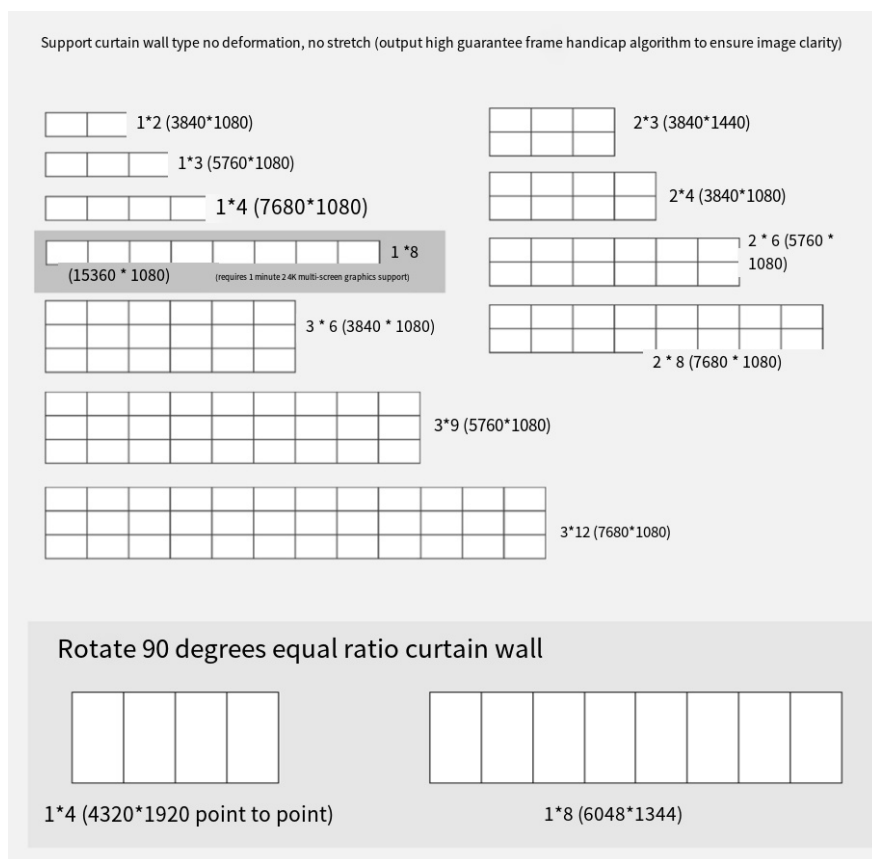 Support curtain wall type no deformation, no stretch (output high guarantee frame handicap algorithm to ensure image clarity)
1*2 (3840*1080)
1*3 (5760*1080)
1*4 (7680*1080)
1 *8
(15360 * 1080)
(requires 1 minute 2 4K multi-screen graphics support)
3 * 6 (3840 * 1080)
2*3 (3840*1440)
2*4 (3840*1080)
2 * 6 (5760 *
1080)
2 * 8 (7680 * 1080)
3*9 (5760*1080)
3*12 (7680*1080)
Rotate 90 degrees equal ratio curtain wall
1*4 (4320*1920 point to point)
1*8 (6048*1344)